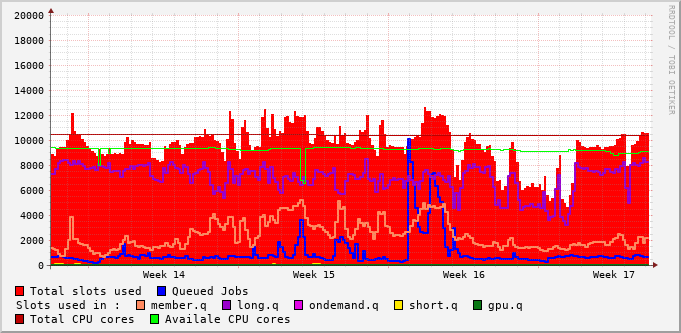 20000
18000
16000
14000
12000
10000
8000
6000
4000
2000
0
Week 14 Week 15 Week 16 Week 17
RRDTOOL / TOBI OETIKER
Total slots used Queued Jobs
Slots used in : member.q long.q ondemand.q short.q gpu.q
Total CPU cores Availale CPU cores